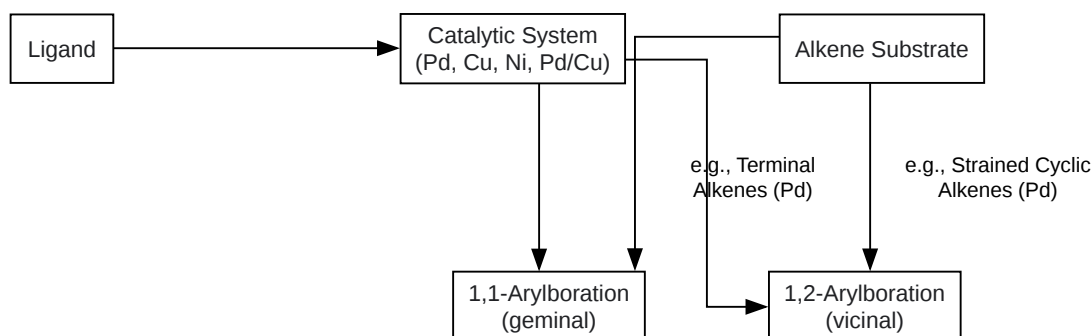 Ligand
Catalytic System
(Pd, Cu, Ni, Pd/Cu)
Alkene Substrate
e.g., Terminal
Alkenes (Pd)
e.g., Strained Cyclic
Alkenes (Pd)
1,1-Arylboration
(geminal)
1,2-Arylboration
(vicinal)